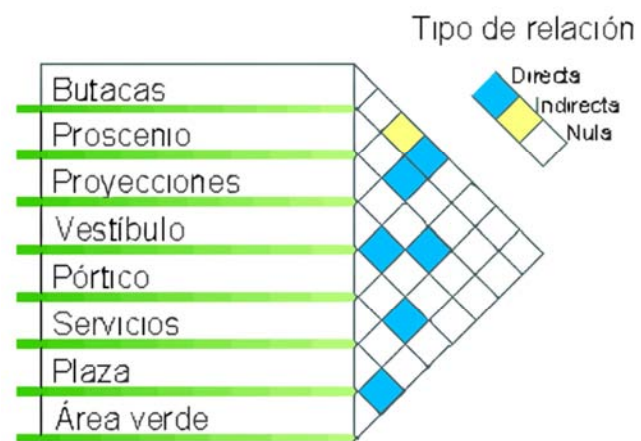 Tipo de relación
Directa
Indirecta
Nula
Butacas
Proscenio
Proyecciones
Vestíbulo
Pórtico
Servicios
Plaza
Área verde